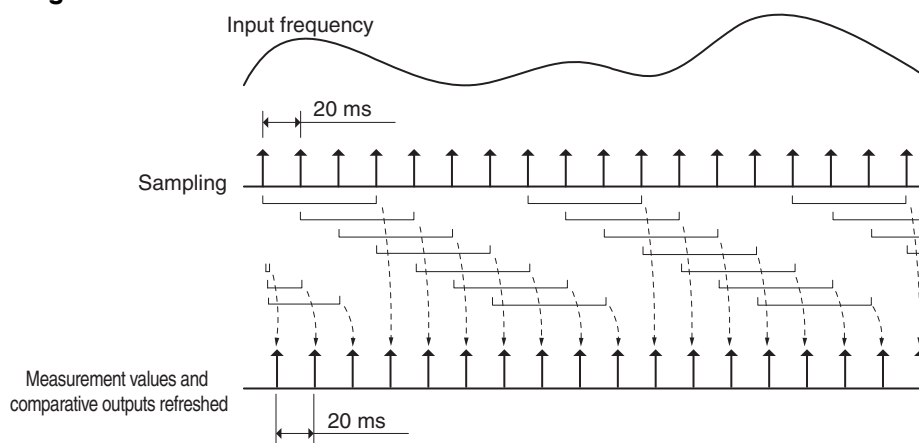 Input frequency
20 ms
Sampling
Measurement values and
comparative outputs refreshed
20 ms